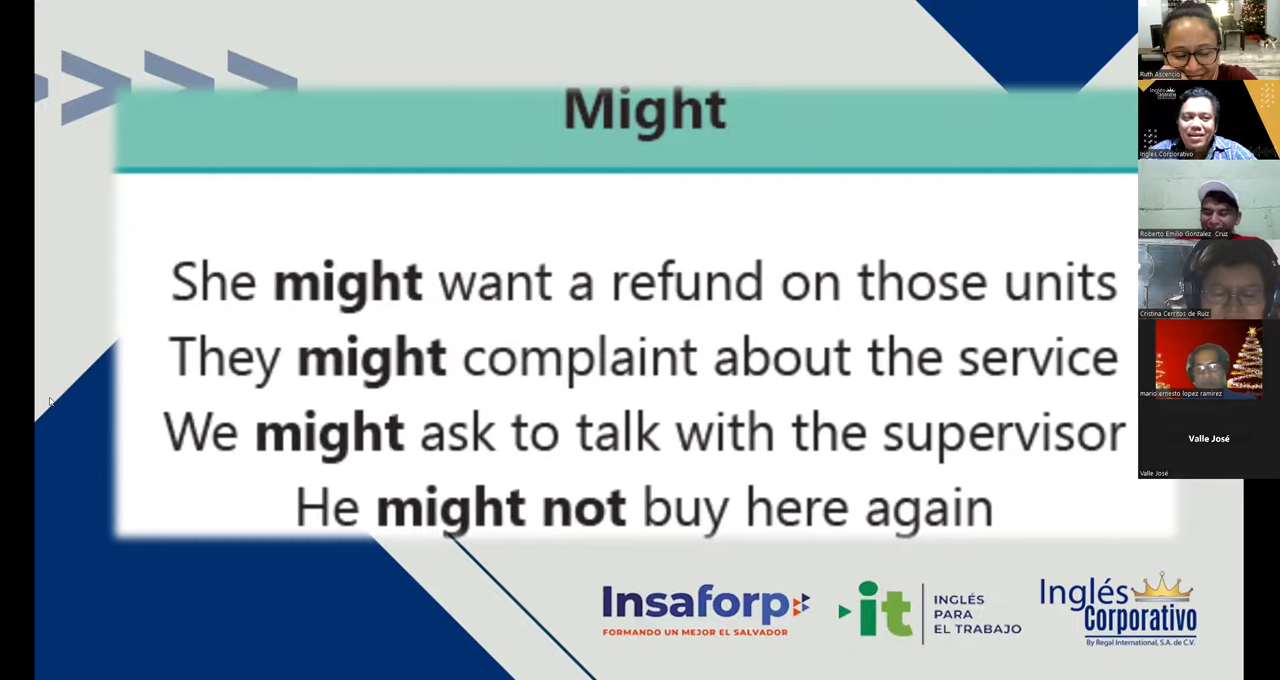 Might
She might want a refund on those units
They might complaint about the service
We might ask to talk with the supervisor
He might not buy here again
Insaforp
FORMANDO UN MEJOR EL SALVADOR
it
INGLÉS
PARA
EL TRABAJO
Inglés
Corporativo
By Regal International, S.A. de C.V.
Ruth Ascencio
Inglés
Corporativo
Inglés Corporativo
Roberto Emilio Gonzalez Cruz
Cristina Cerritos de Ruiz
mario ernesto lopez ramirez
Valle José
Valle José